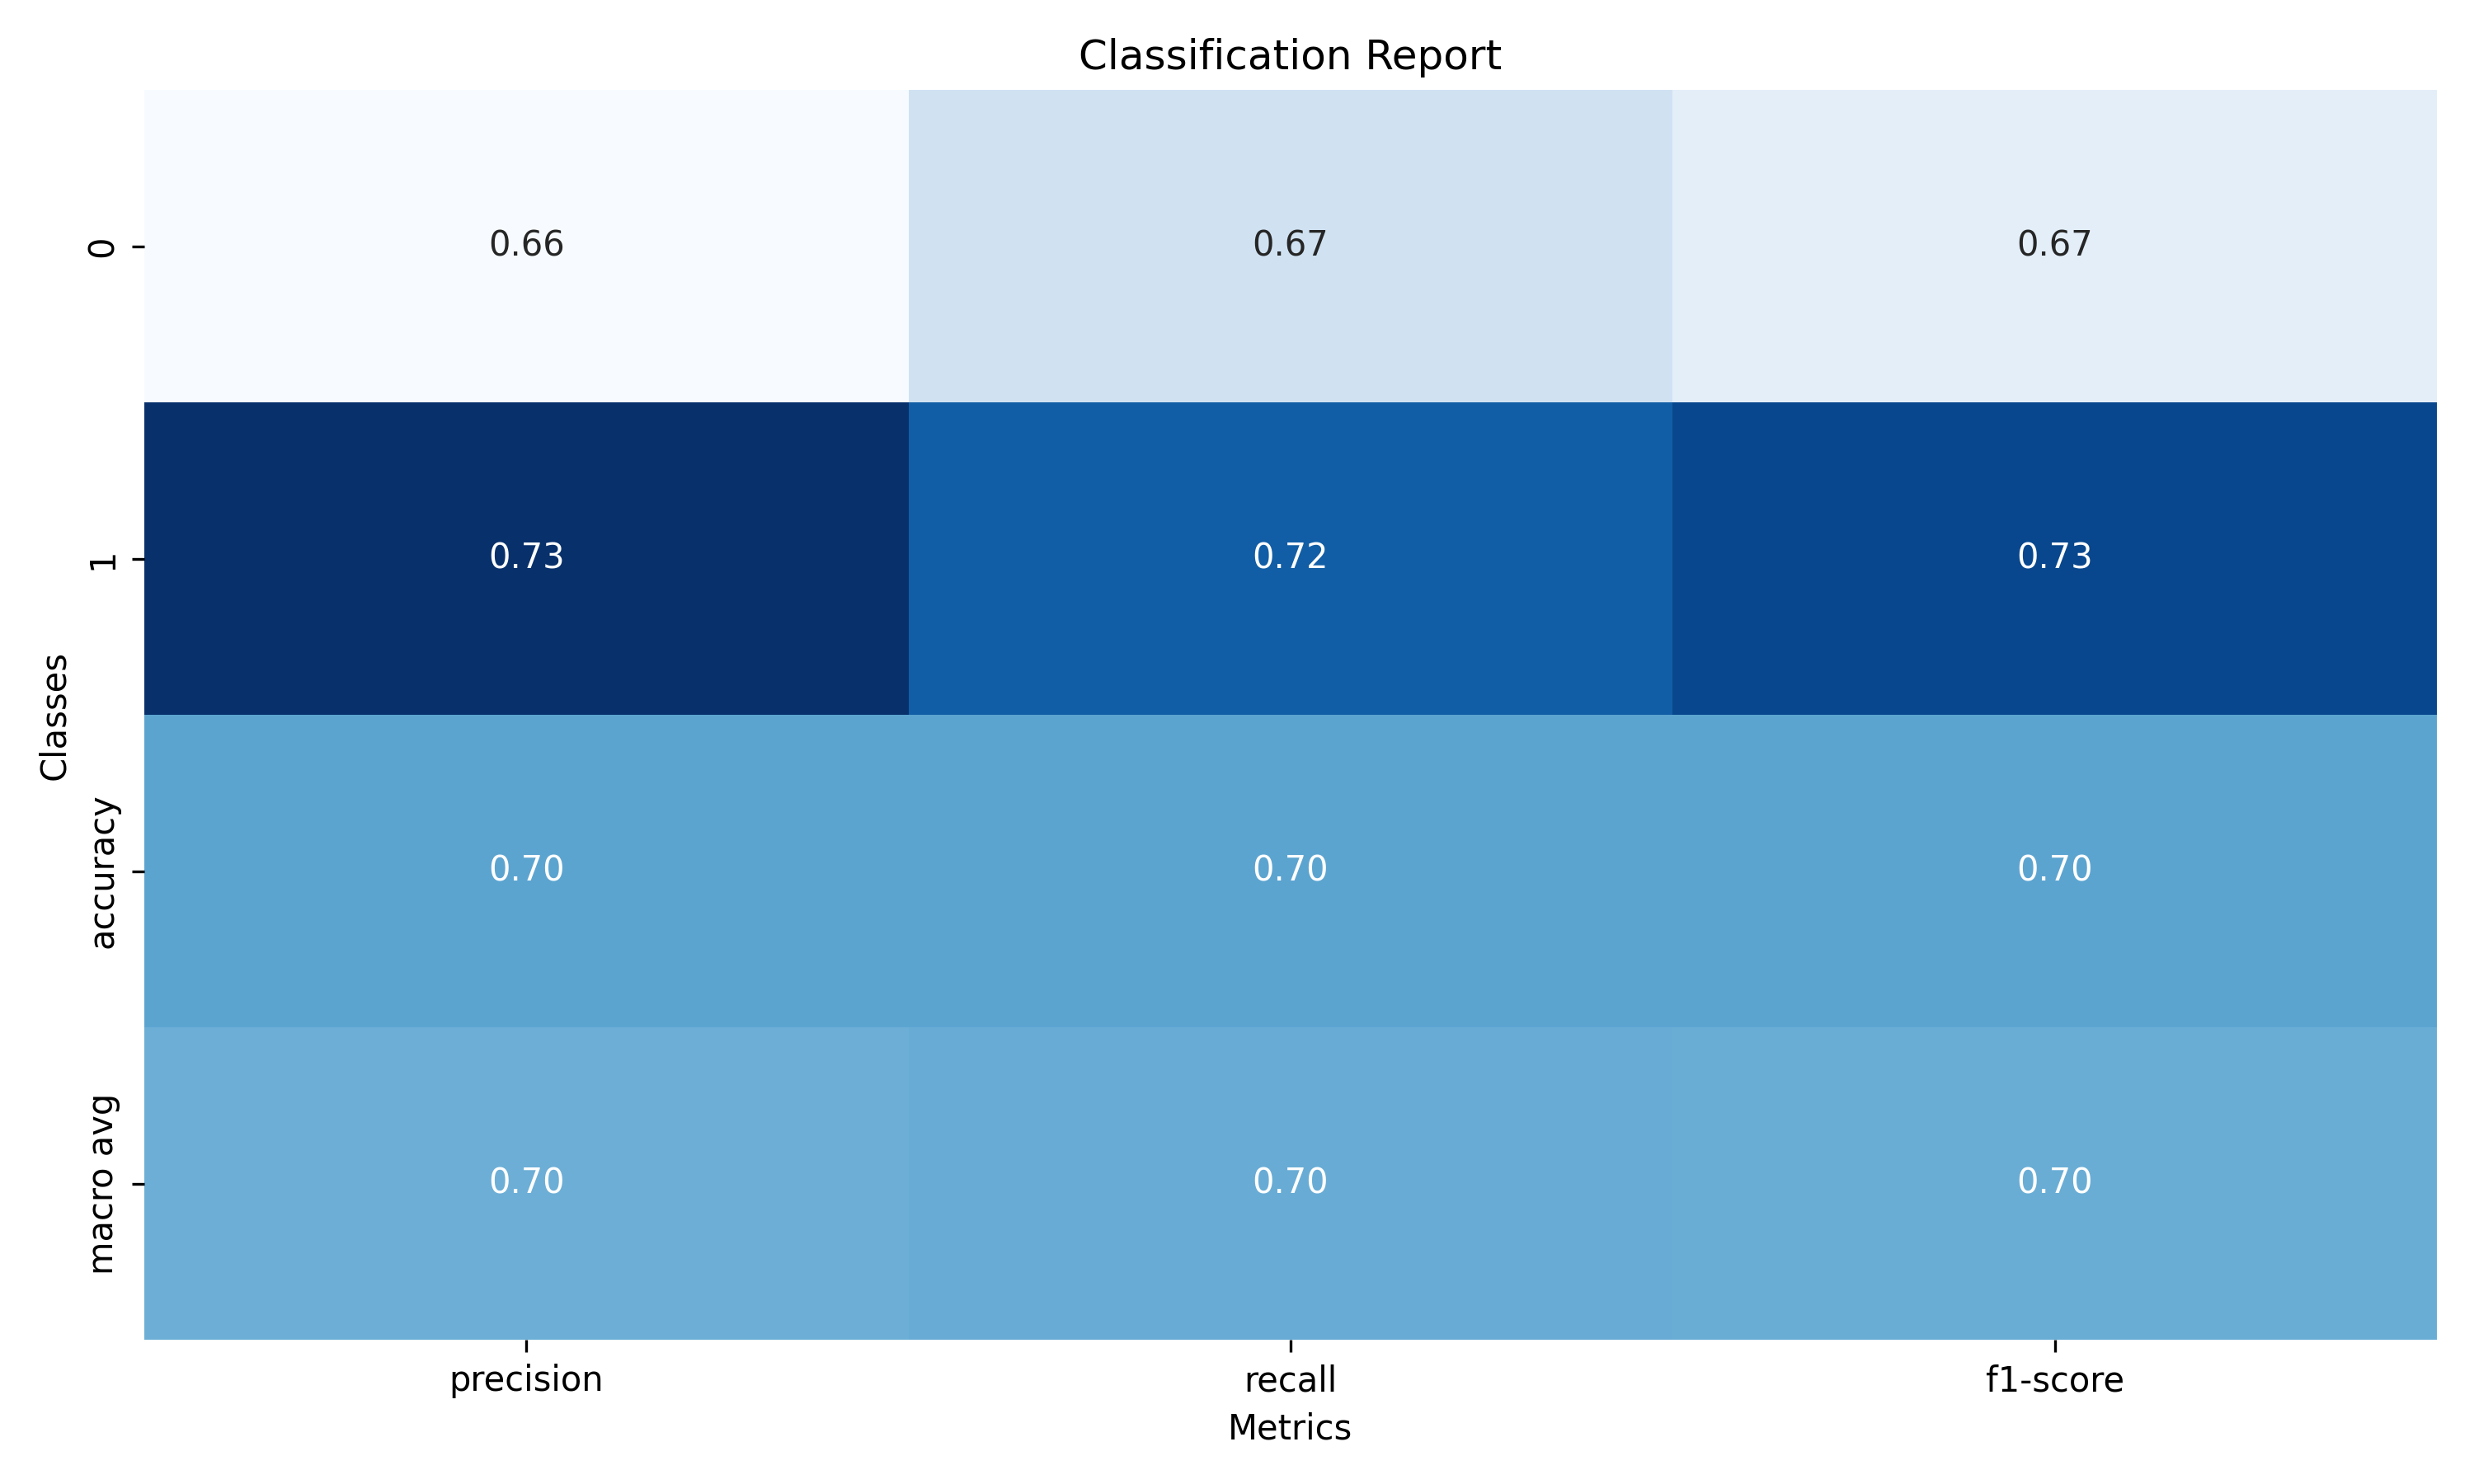 Classification Report
0
0.66 0.67 0.67
1
0.73 0.72 0.73
Classes
accuracy
0.70 0.70 0.70
macro avg
0.70 0.70 0.70
precision recall f1-score
Metrics